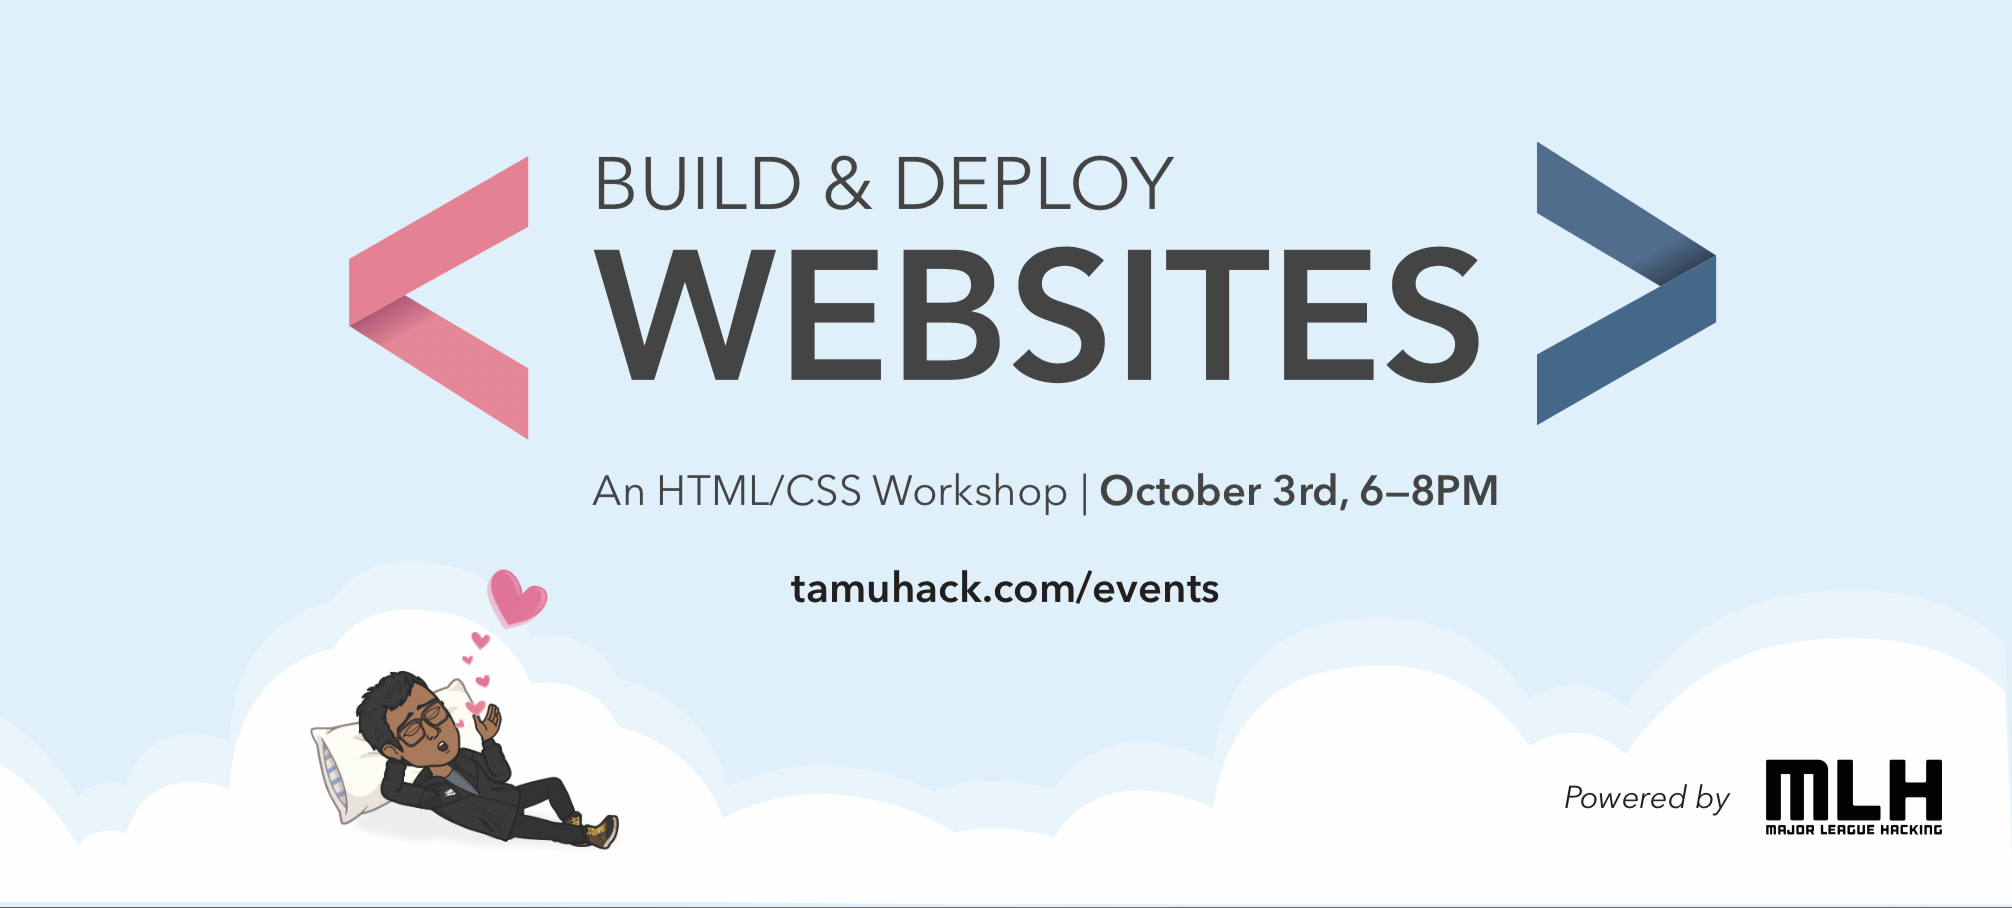 BUILD & DEPLOY
WEBSITES
An HTML/CSS Workshop | October 3rd, 6–8PM
tamuhack.com/events
Powered by
MLH
MAJOR LEAGUE HACKING